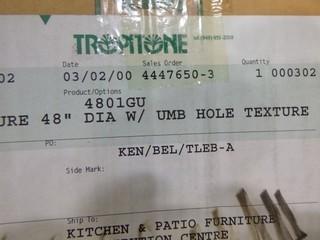 TROPITONE
Date Sales Order Quantity
02 03/02/00 4447650-3 1 000302
Product/Options
4801GU
URE 48" DIA W/ UMB HOLE TEXTURE
PO:
KEN/BEL/TLEB-A
Side Mark:
Ship To:
KITCHEN & PATIO FURNITURE